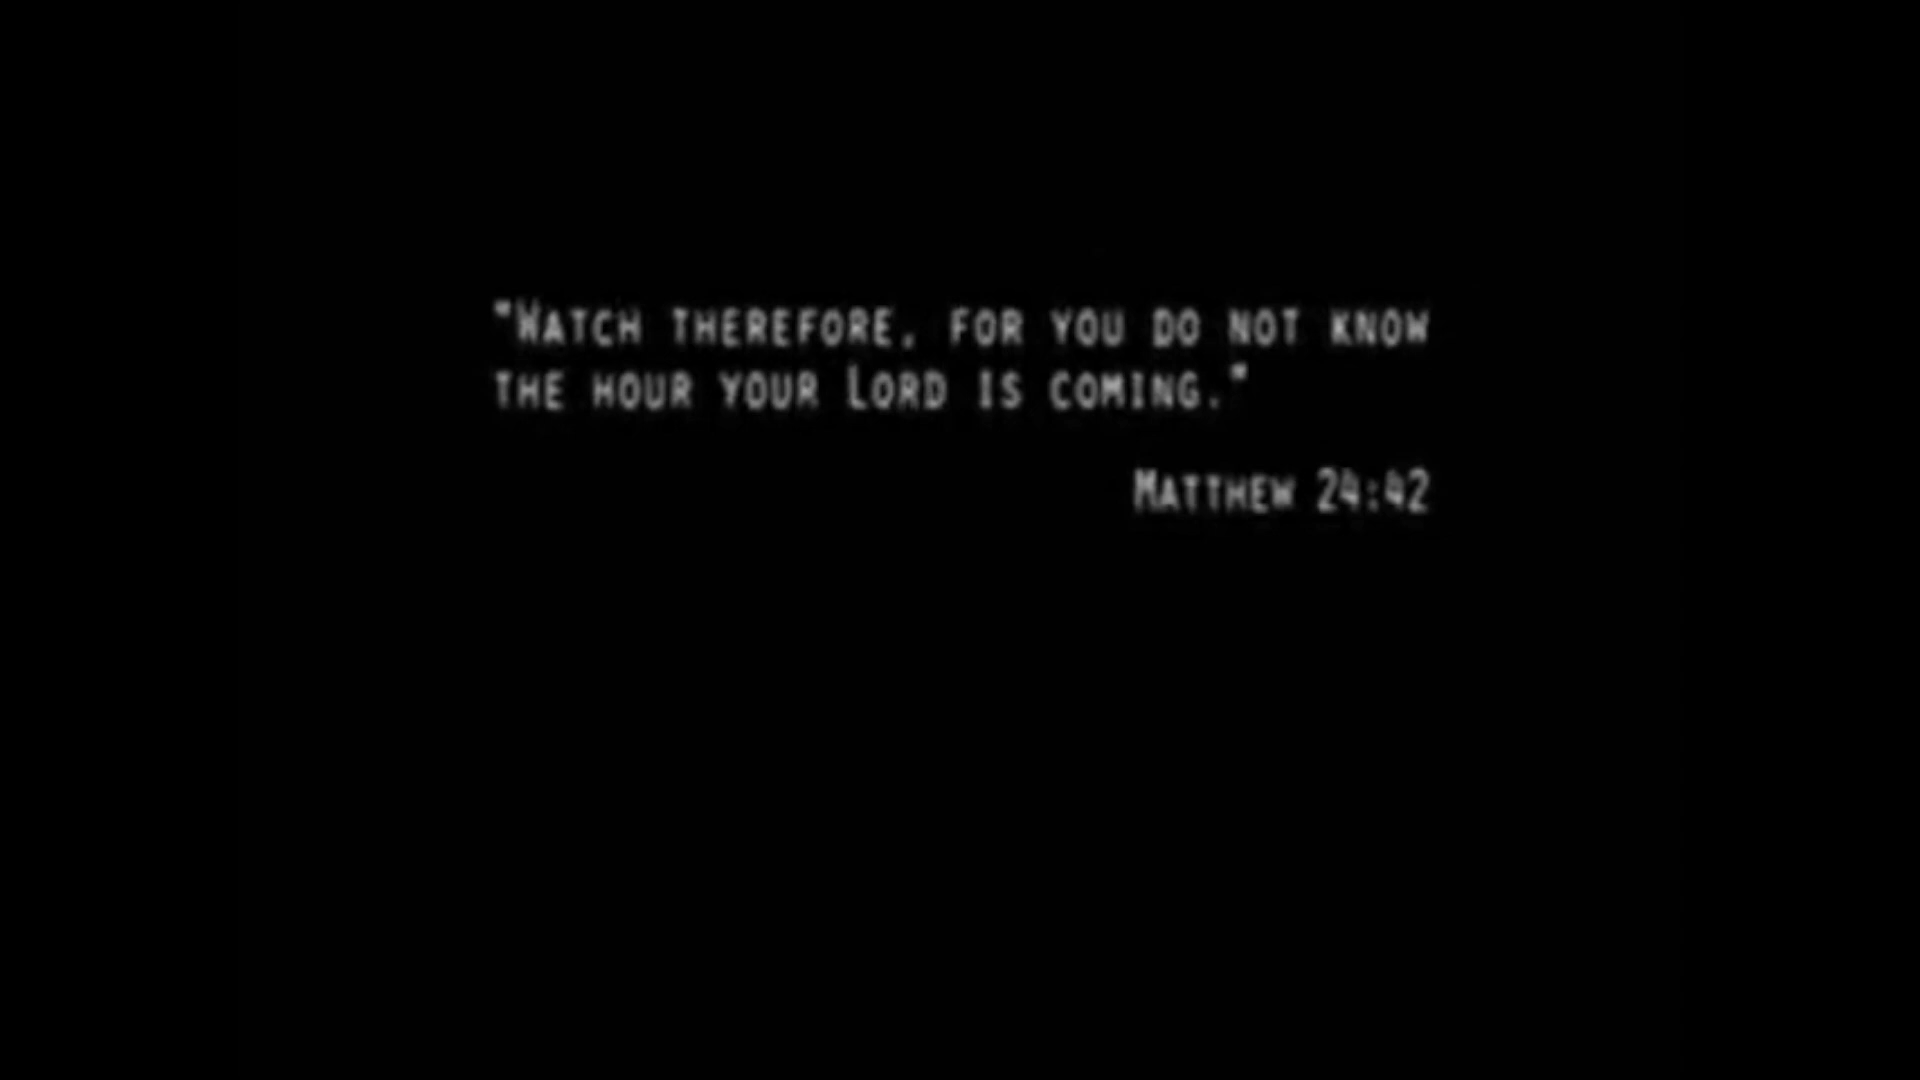 "Watch therefore, for you do not know
the hour your Lord is coming."
Matthew 24:42